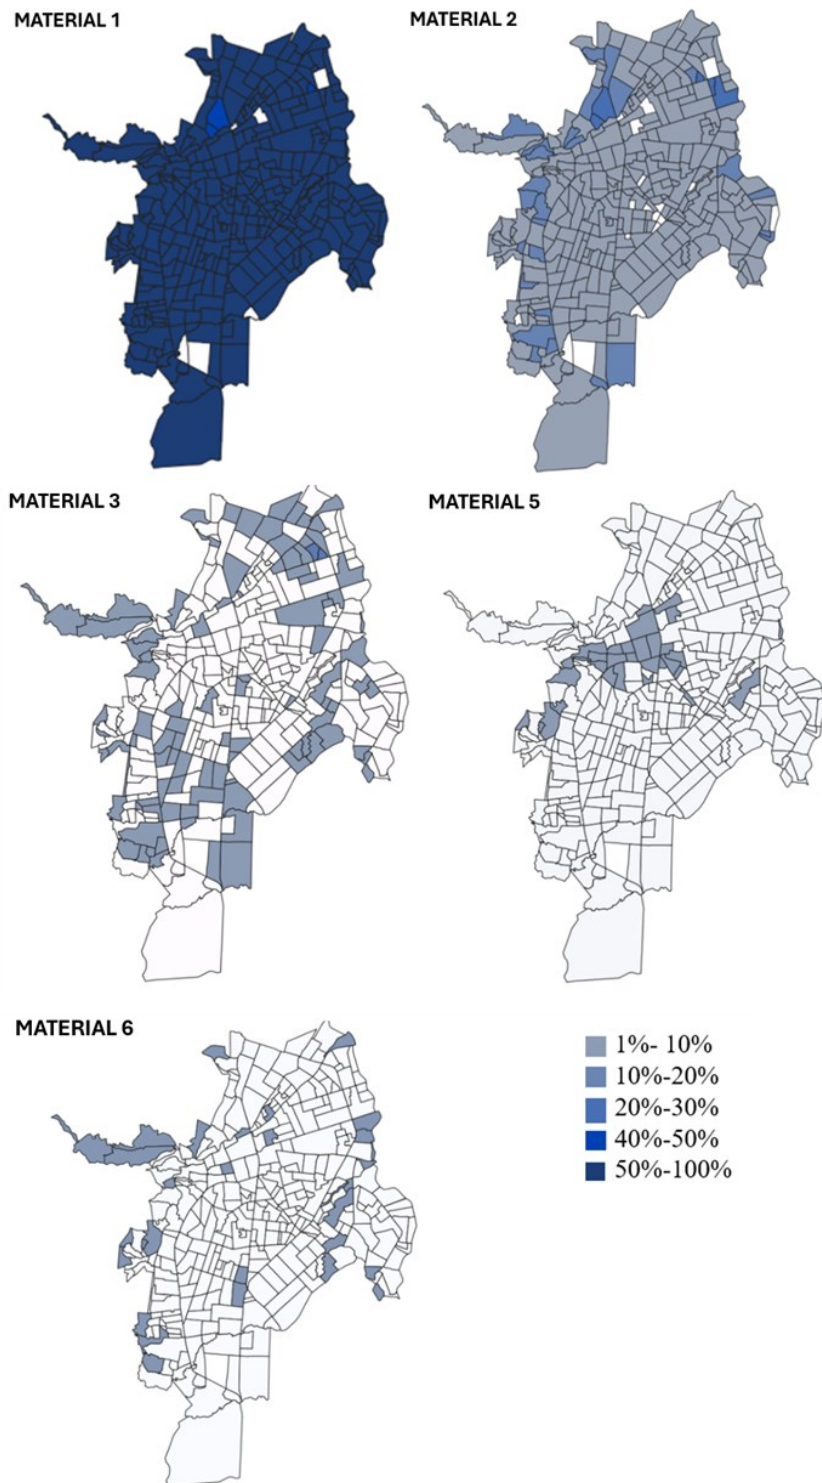 MATERIAL 1
MATERIAL 2
MATERIAL 3
MATERIAL 5
MATERIAL 6
1%- 10%
10%-20%
20%-30%
40%-50%
50%-100%